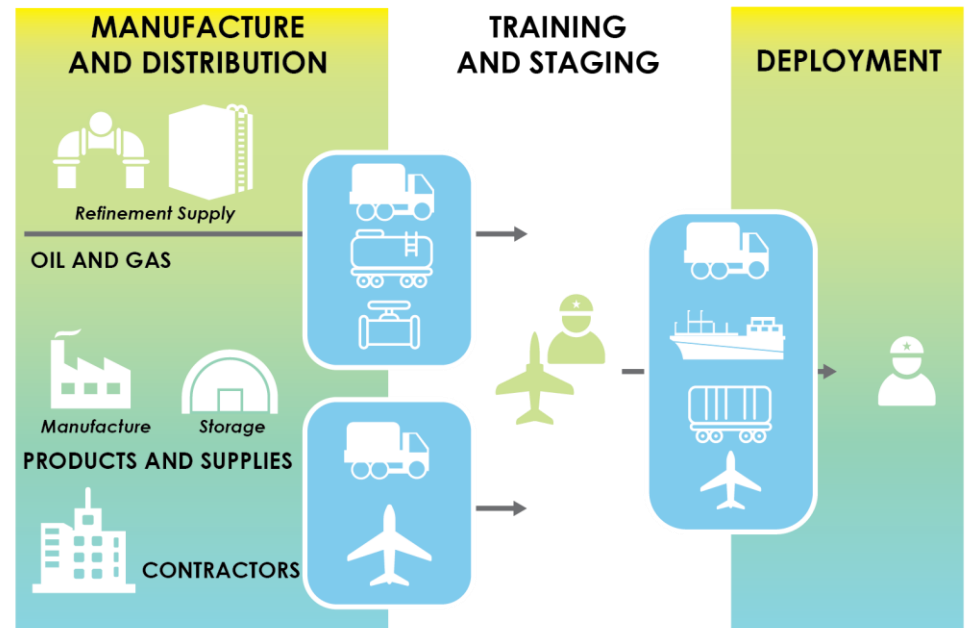 MANUFACTURE
AND DISTRIBUTION
TRAINING
AND STAGING
DEPLOYMENT
Refinement Supply
OIL AND GAS
Manufacture
Storage
PRODUCTS AND SUPPLIES
CONTRACTORS